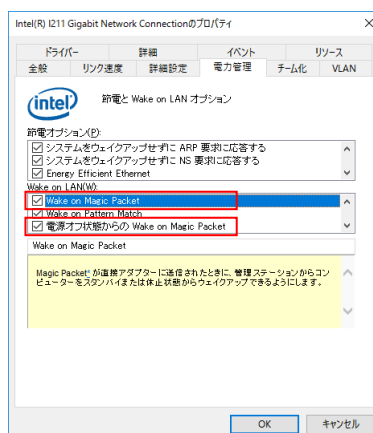 Intel(R) I211 Gigabit Network Connectionのプロパティ
ドライバー 詳細 イベント リソース
全般 リンク速度 詳細設定 電力管理 チーム化 VLAN
intel 節電と Wake on LAN オプション
節電オプション(P):
システムをウェイクアップせずに ARP 要求に応答する
システムをウェイクアップせずに NS 要求に応答する
Energy Efficient Ethernet
Wake on LAN(W):
Wake on Magic Packet
Wake on Pattern Match
電源オフ状態からの Wake on Magic Packet
Wake on Magic Packet
Magic Packet* が直接アダプターに送信されたときに、管理ステーションからコン
ピューターをスタンバイまたは休止状態からウェイクアップできるようにします。
OK キャンセル